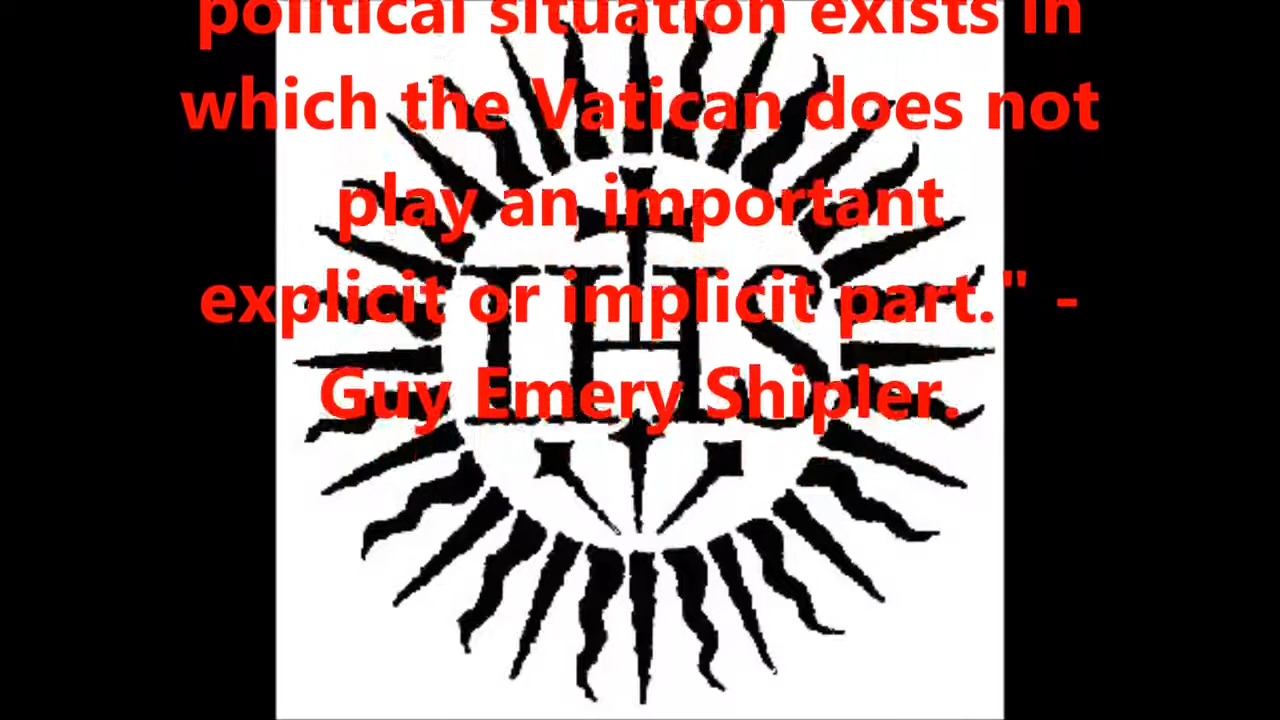 political situation exists in
which the Vatican does not
play an important
explicit or implicit part." -
Guy Emery Shipler.
IHS